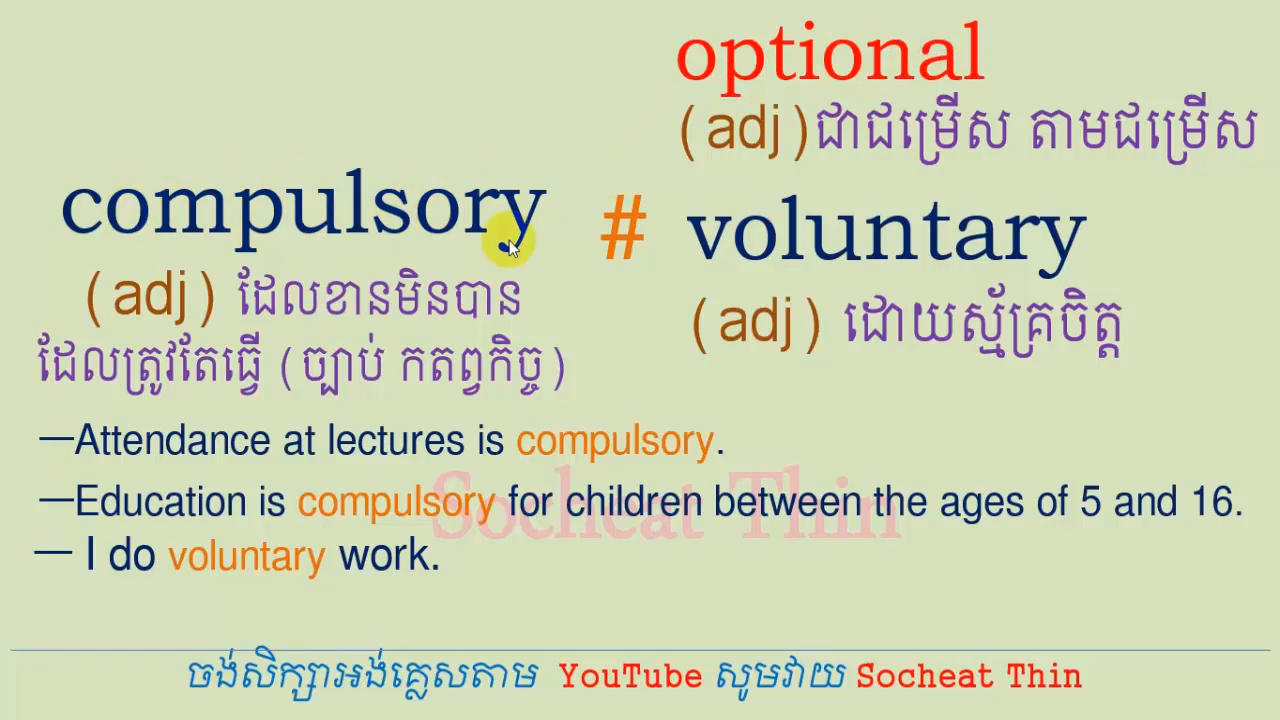 optional
(adj) ជាជម្រើស តាមជម្រើស
compulsory # voluntary
(adj) ដែលខានមិនបាន
ដែលត្រូវតែធ្វើ (ច្បាប់ កតព្វកិច្ច)
(adj) ដោយស្ម័គ្រចិត្ត
—Attendance at lectures is compulsory.
—Education is compulsory for children between the ages of 5 and 16.
— I do voluntary work.
Socheat Thin
ចង់សិក្សាអង់គ្លេសតាម YouTube សូមវាយ Socheat Thin